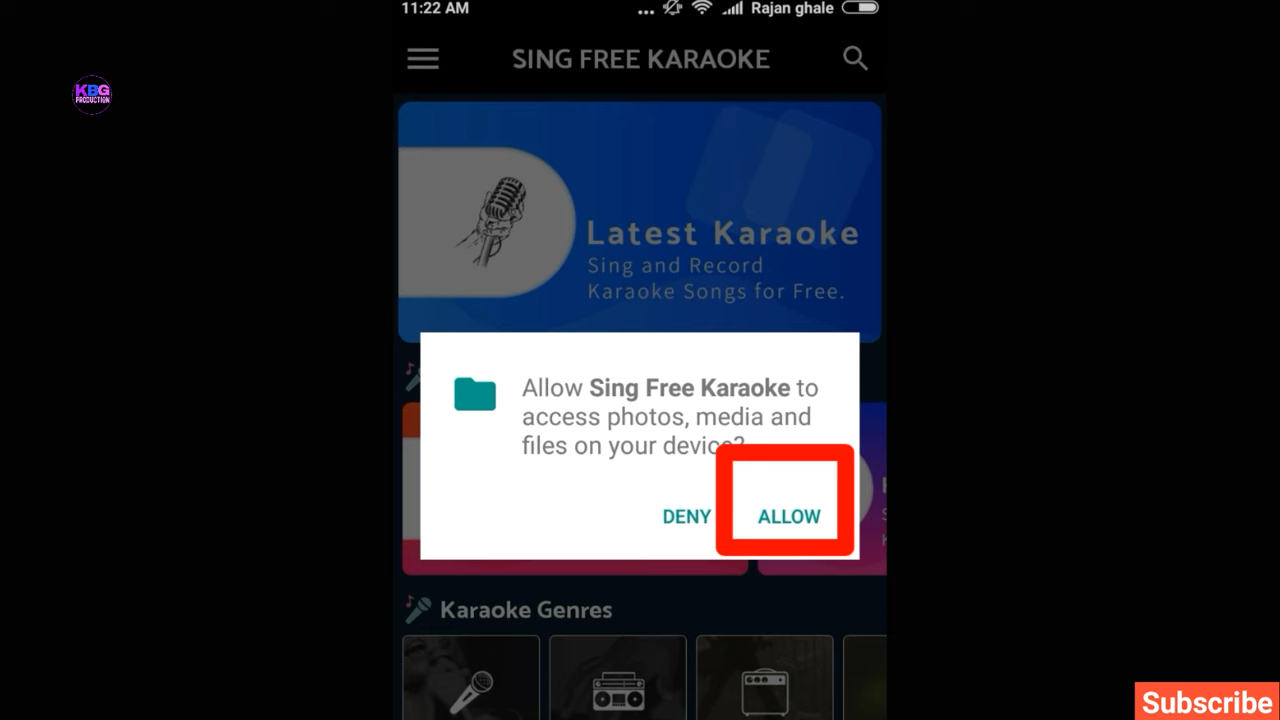 11:22 AM
... Rajan ghale
SING FREE KARAOKE
KBG
PRODUCTION
Latest Karaoke
Sing and Record
Karaoke Songs for Free.
Allow Sing Free Karaoke to
access photos, media and
files on your device?
DENY
ALLOW
Karaoke Genres
Subscribe